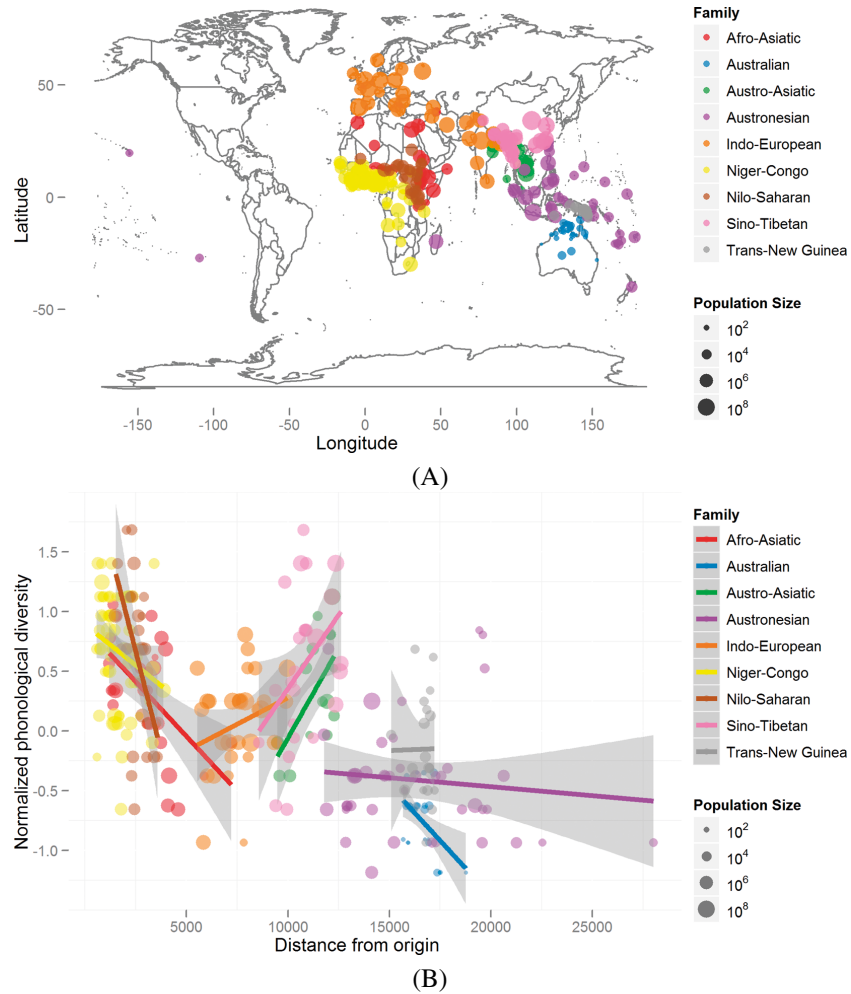 Latitude
50
0
-50
-150
-100
-50
0
50
100
150
Longitude
Family
Afro-Asiatic
Australian
Austro-Asiatic
Austronesian
Indo-European
Niger-Congo
Nilo-Saharan
Sino-Tibetan
Trans-New Guinea
Population Size
10²
10⁴
10⁶
10⁸
(A)
Normalized phonological diversity
1.5
1.0
0.5
0.0
-0.5
-1.0
5000
10000
15000
20000
25000
Distance from origin
Family
Afro-Asiatic
Australian
Austro-Asiatic
Austronesian
Indo-European
Niger-Congo
Nilo-Saharan
Sino-Tibetan
Trans-New Guinea
Population Size
10²
10⁴
10⁶
10⁸
(B)